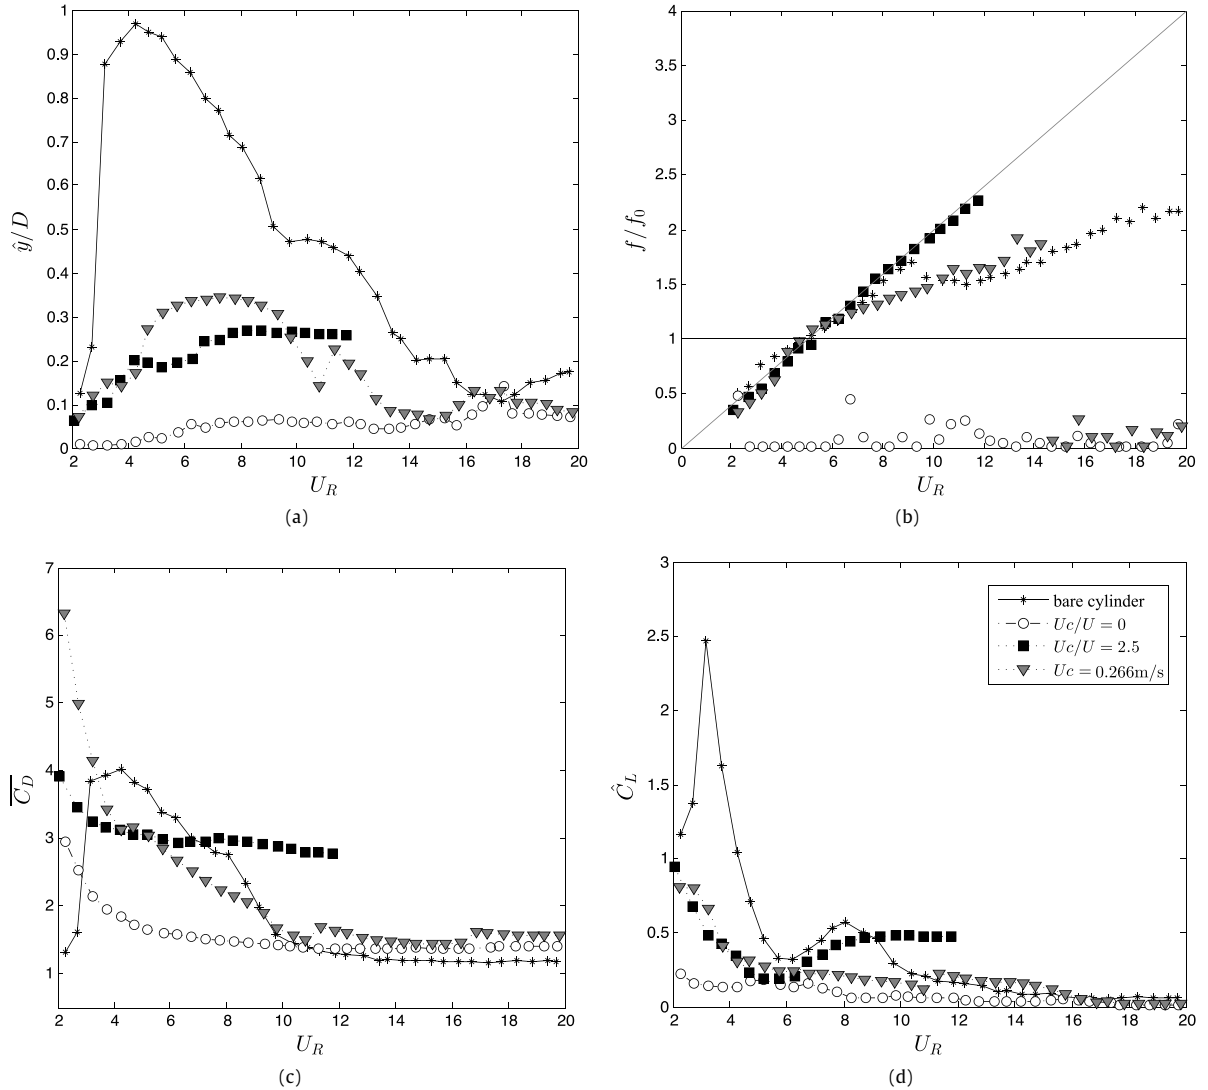 1
0.9
0.8
0.7
0.6
0.5
0.4
0.3
0.2
0.1
0
ŷ/D
2 4 6 8 10 12 14 16 18 20
U_R
(a)
4
3.5
3
2.5
2
1.5
1
0.5
0
f/f_0
0 2 4 6 8 10 12 14 16 18 20
U_R
(b)
7
6
5
4
3
2
1
\overline{C_D}
2 4 6 8 10 12 14 16 18 20
U_R
(c)
3
2.5
2
1.5
1
0.5
0
Ĉ_L
bare cylinder
Uc/U = 0
Uc/U = 2.5
Uc = 0.266m/s
2 4 6 8 10 12 14 16 18 20
U_R
(d)